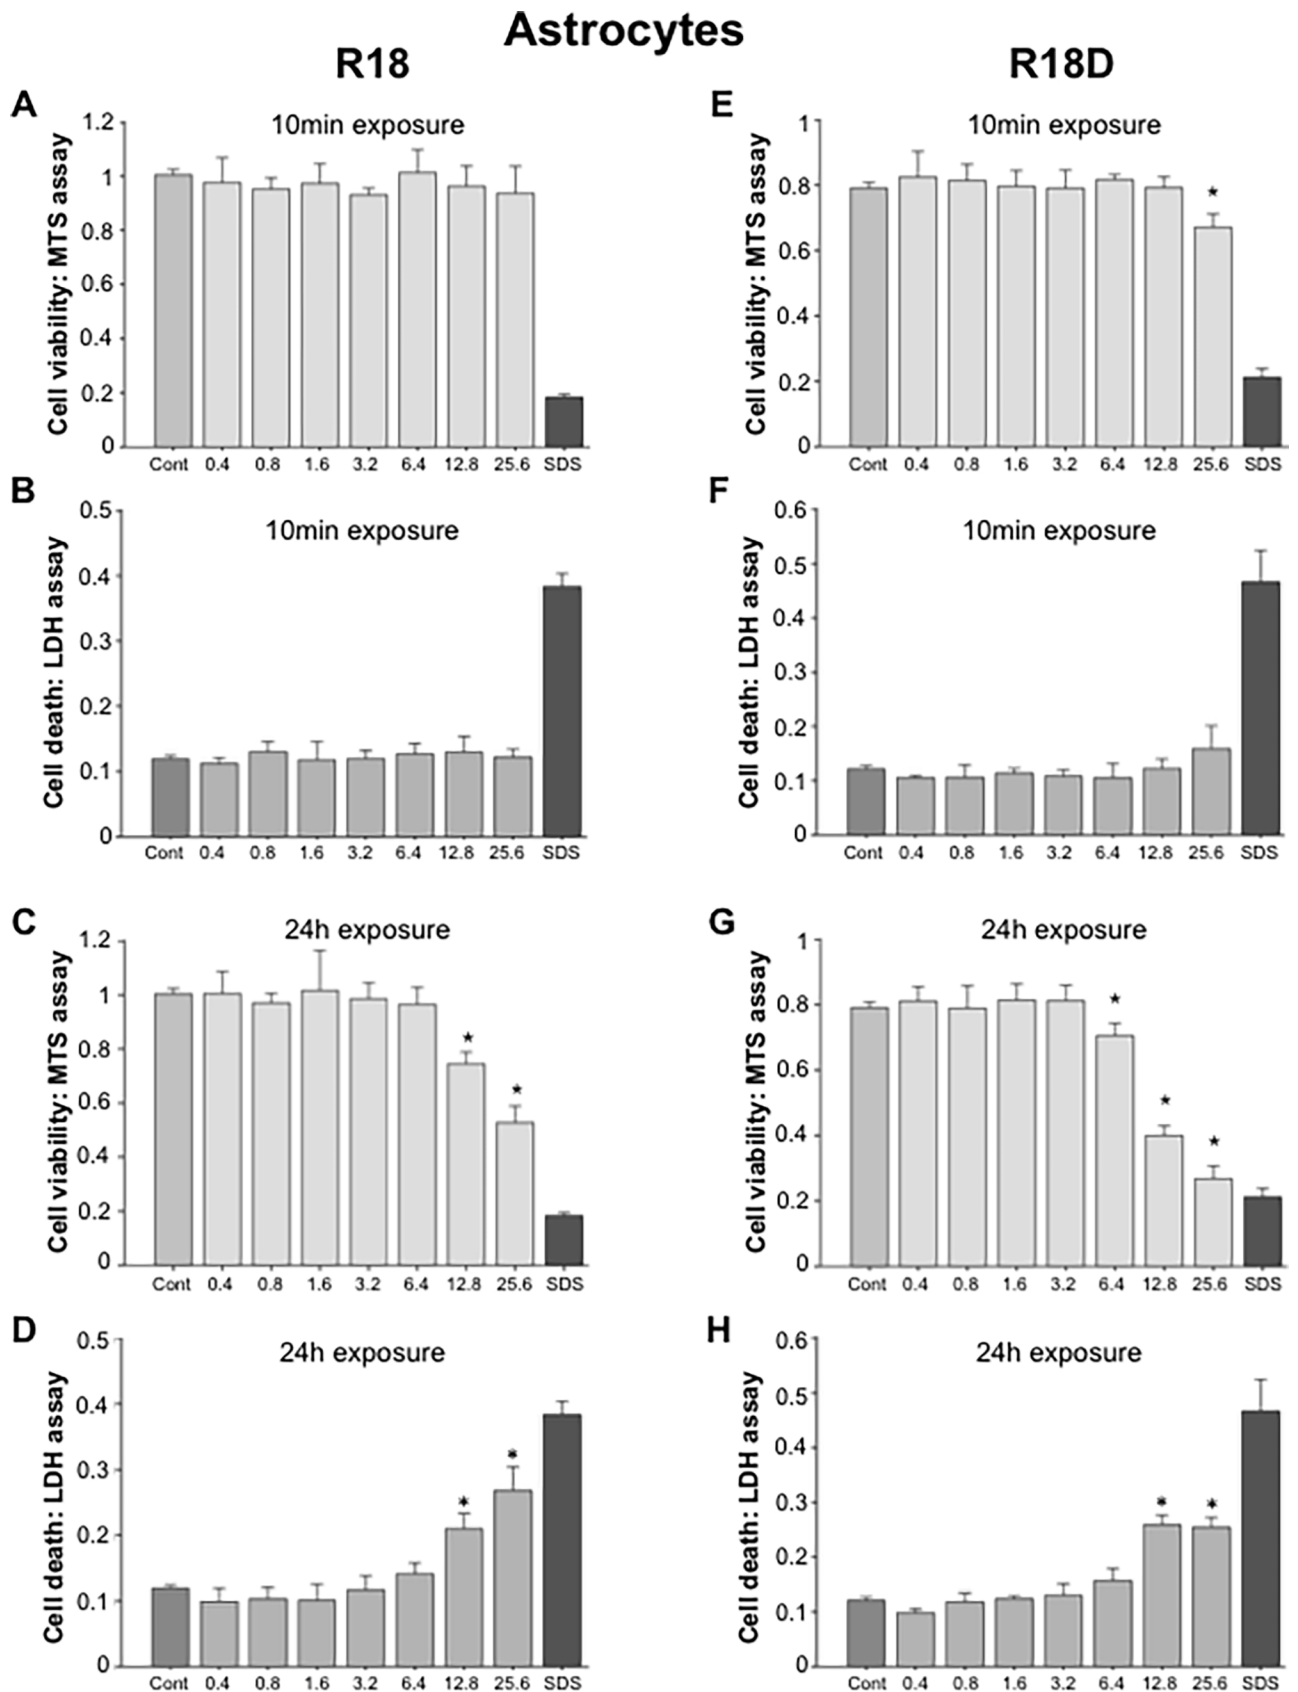 Astrocytes
R18
R18D
A
10min exposure
Cell viability: MTS assay
1.2
1
0.8
0.6
0.4
0.2
0
Cont 0.4 0.8 1.6 3.2 6.4 12.8 25.6 SDS
E
10min exposure
Cell viability: MTS assay
1
0.8
0.6
0.4
0.2
0
★
Cont 0.4 0.8 1.6 3.2 6.4 12.8 25.6 SDS
B
10min exposure
Cell death: LDH assay
0.5
0.4
0.3
0.2
0.1
0
Cont 0.4 0.8 1.6 3.2 6.4 12.8 25.6 SDS
F
10min exposure
Cell death: LDH assay
0.6
0.5
0.4
0.3
0.2
0.1
0
Cont 0.4 0.8 1.6 3.2 6.4 12.8 25.6 SDS
C
24h exposure
Cell viability: MTS assay
1.2
1
0.8
0.6
0.4
0.2
0
★
★
Cont 0.4 0.8 1.6 3.2 6.4 12.8 25.6 SDS
G
24h exposure
Cell viability: MTS assay
1
0.8
0.6
0.4
0.2
0
★
★
★
Cont 0.4 0.8 1.6 3.2 6.4 12.8 25.6 SDS
D
24h exposure
Cell death: LDH assay
0.5
0.4
0.3
0.2
0.1
0
★
★
Cont 0.4 0.8 1.6 3.2 6.4 12.8 25.6 SDS
H
24h exposure
Cell death: LDH assay
0.6
0.5
0.4
0.3
0.2
0.1
0
★
★
Cont 0.4 0.8 1.6 3.2 6.4 12.8 25.6 SDS